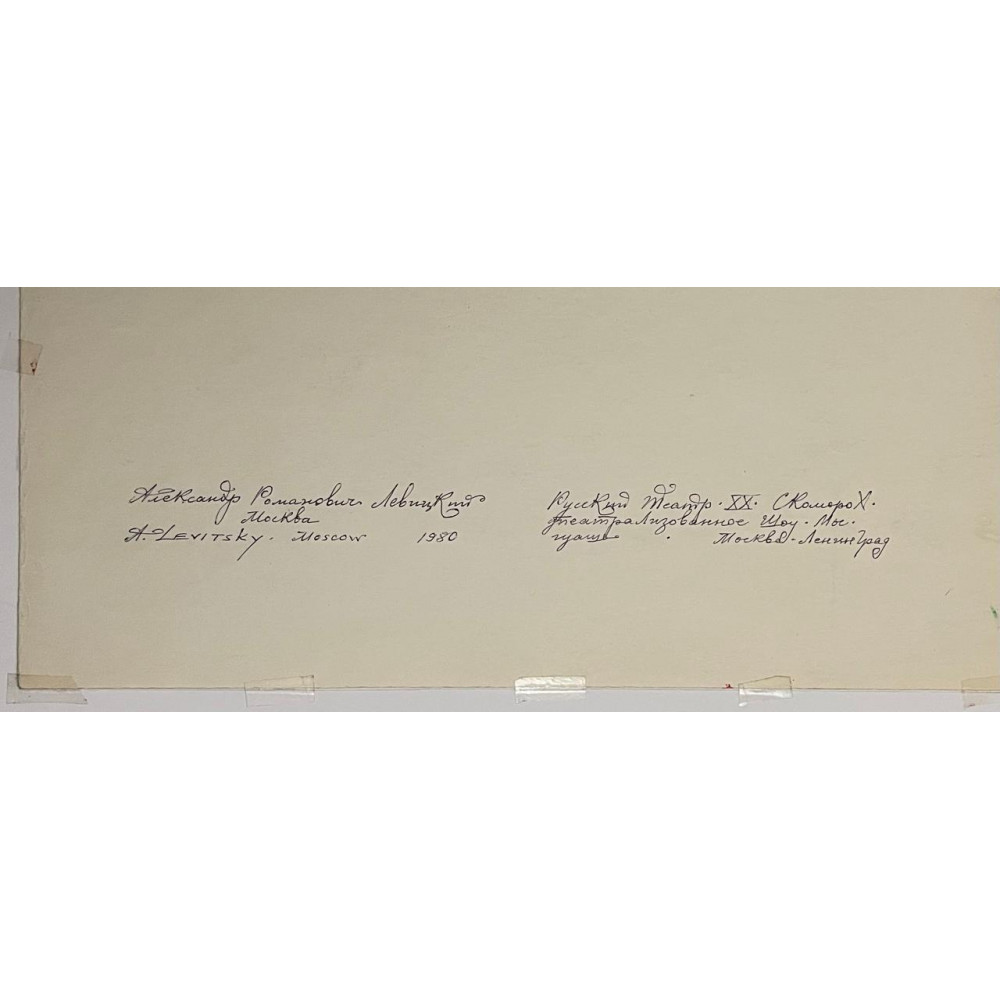 Александр Романович Левицкий
Москва
A. LEVITSKY. Moscow 1980
Русский Театр. XX. Скоморох.
театрализованное Шоу.
гуашь. Москва-Ленинград